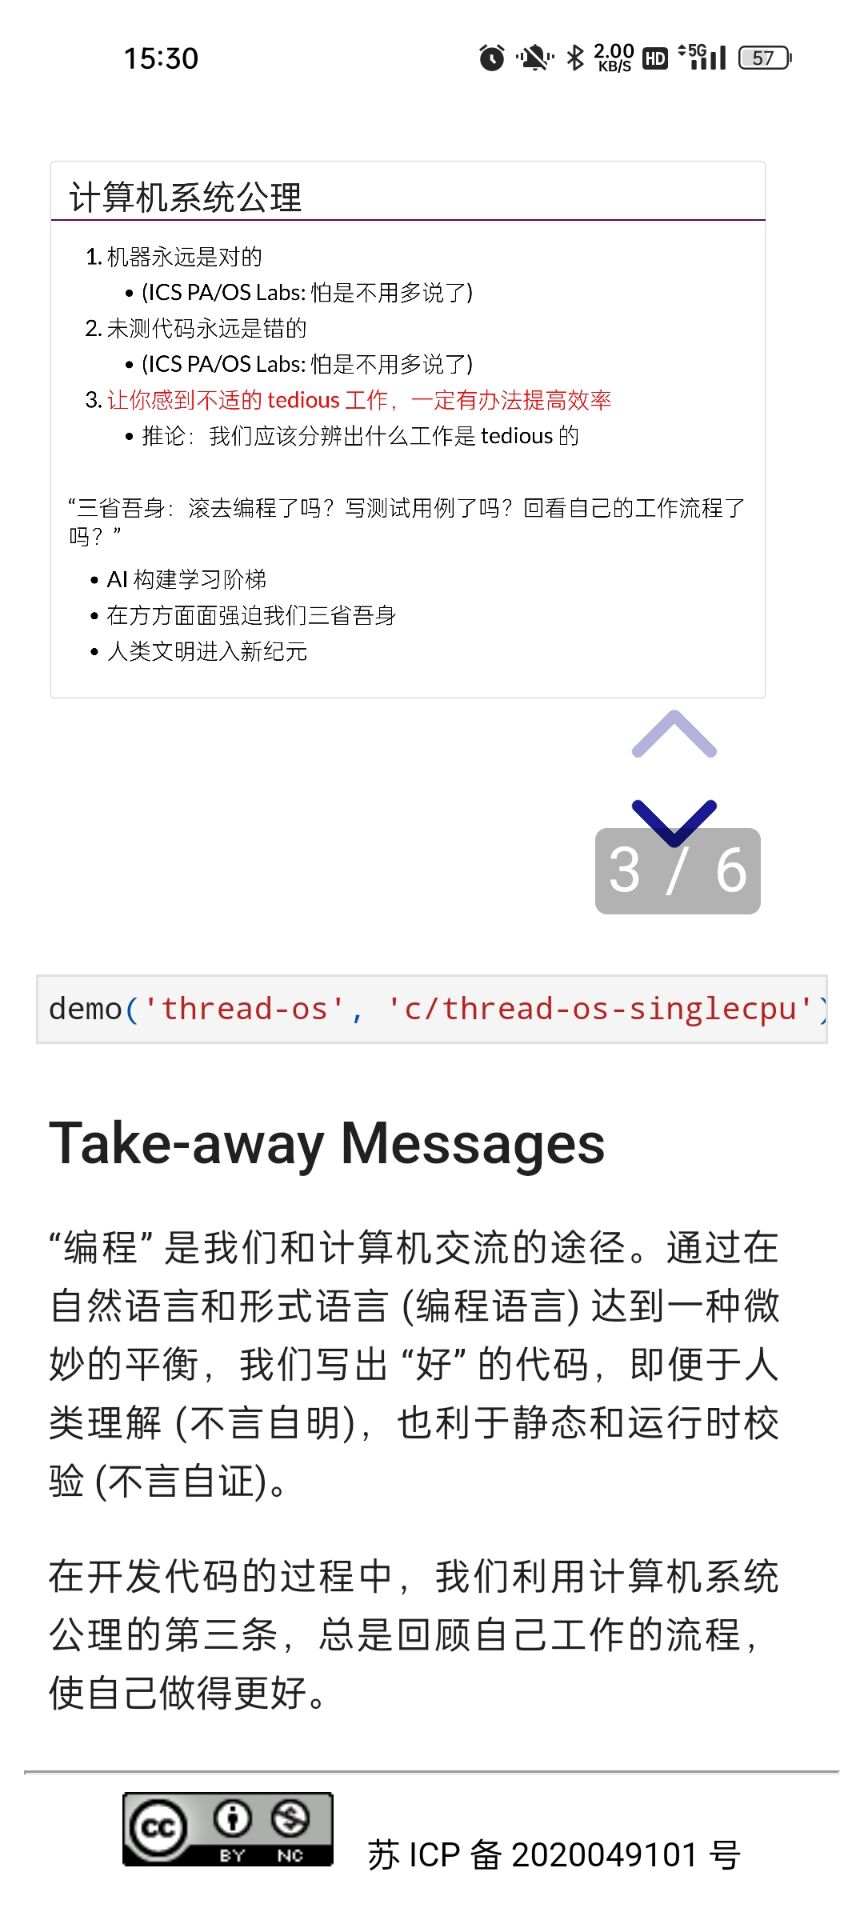 15:30
2.00 KB/S HD 5G 57
计算机系统公理
1. 机器永远是对的
• (ICS PA/OS Labs: 怕是不用多说了)
2. 未测代码永远是错的
• (ICS PA/OS Labs: 怕是不用多说了)
3. 让你感到不适的 tedious 工作，一定有办法提高效率
• 推论：我们应该分辨出什么工作是 tedious 的
“三省吾身：滚去编程了吗？写测试用例了吗？回看自己的工作流程了
吗？”
• AI 构建学习阶梯
• 在方方面面强迫我们三省吾身
• 人类文明进入新纪元
3 / 6
demo('thread-os', 'c/thread-os-singlecpu')
Take-away Messages
“编程” 是我们和计算机交流的途径。通过在
自然语言和形式语言 (编程语言) 达到一种微
妙的平衡，我们写出 “好” 的代码，即便于人
类理解 (不言自明)，也利于静态和运行时校
验 (不言自证)。
在开发代码的过程中，我们利用计算机系统
公理的第三条，总是回顾自己工作的流程，
使自己做得更好。
cc BY NC
苏 ICP 备 2020049101 号